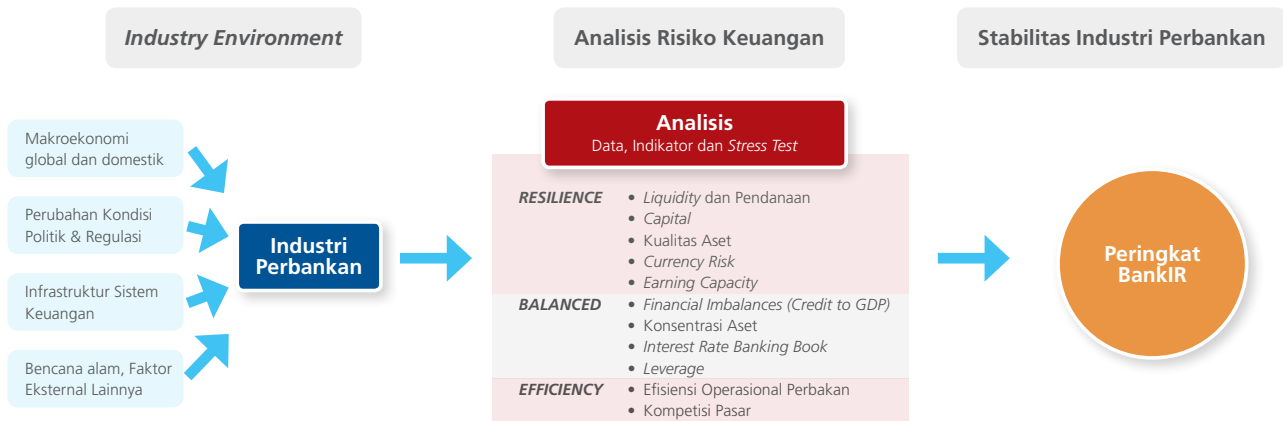 Industry Environment
Analisis Risiko Keuangan
Stabilitas Industri Perbankan
Makroekonomi
global dan domestik
Perubahan Kondisi
Politik & Regulasi
Infrastruktur Sistem
Keuangan
Bencana alam, Faktor
Eksternal Lainnya
Industri
Perbankan
Analisis
Data, Indikator dan Stress Test
RESILIENCE • Liquidity dan Pendanaan
• Capital
• Kualitas Aset
• Currency Risk
• Earning Capacity
BALANCED • Financial Imbalances (Credit to GDP)
• Konsentrasi Aset
• Interest Rate Banking Book
• Leverage
EFFICIENCY • Efisiensi Operasional Perbakan
• Kompetisi Pasar
Peringkat
BankIR